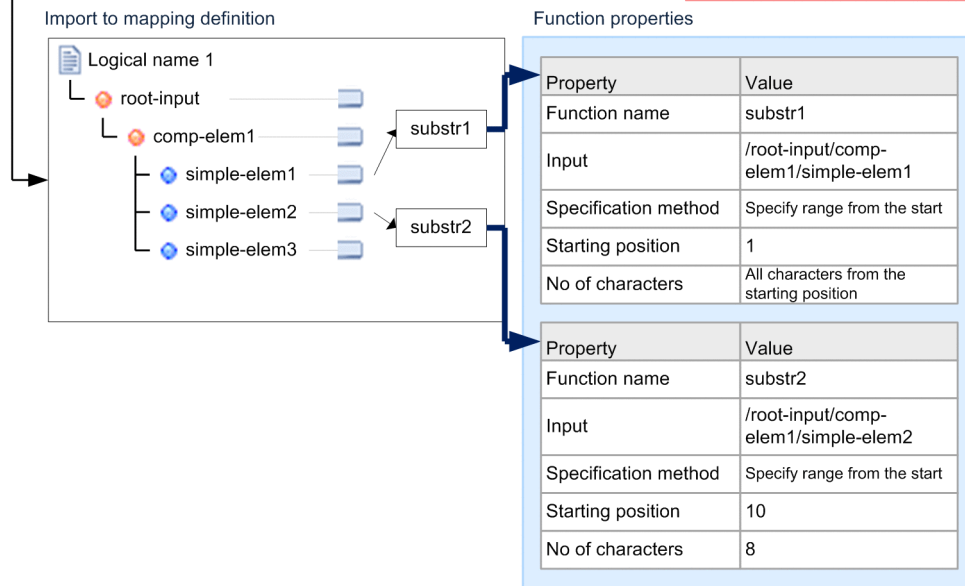 Import to mapping definition
Logical name 1
root-input
comp-elem1
simple-elem1
simple-elem2
simple-elem3
substr1
substr2
Function properties
Property Value
Function name substr1
Input /root-input/comp-
elem1/simple-elem1
Specification method Specify range from the start
Starting position 1
No of characters All characters from the
starting position
Property Value
Function name substr2
Input /root-input/comp-
elem1/simple-elem2
Specification method Specify range from the start
Starting position 10
No of characters 8